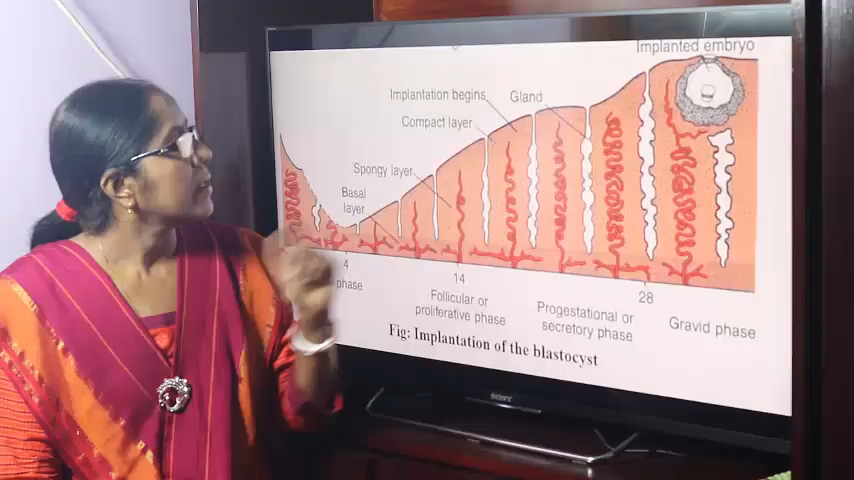 Implanted embryo
Implantation begins
Gland
Compact layer
Spongy layer
Basal
layer
4
14
28
phase
Follicular or
proliferative phase
Progestational or
secretory phase
Gravid phase
Fig: Implantation of the blastocyst
SONY